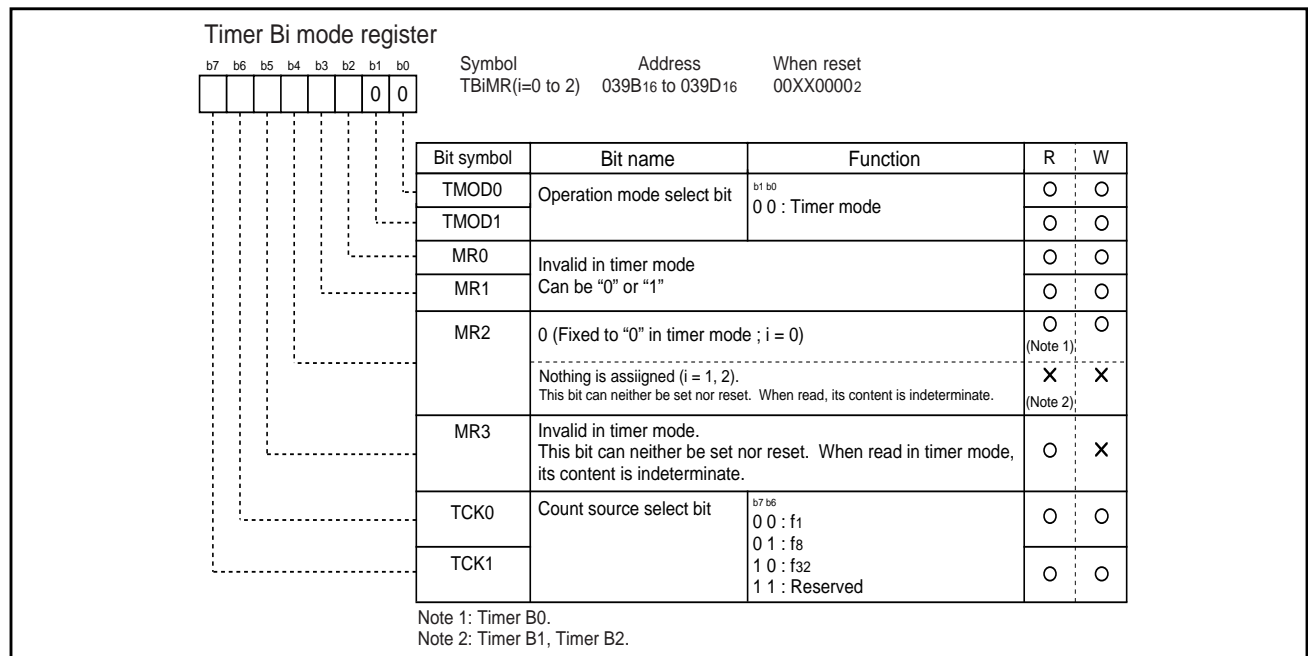 Timer Bi mode register
b7 b6 b5 b4 b3 b2 b1 b0
0 0
Symbol Address When reset
TBiMR(i=0 to 2) 039B16 to 039D16 00XX00002
Bit symbol Bit name Function R W
TMOD0 Operation mode select bit b1 b0
0 0 : Timer mode
TMOD1
MR0 Invalid in timer mode
MR1 Can be “0” or “1”
MR2 0 (Fixed to “0” in timer mode ; i = 0)
(Note 1)
Nothing is assiigned (i = 1, 2).
This bit can neither be set nor reset. When read, its content is indeterminate.
(Note 2)
MR3 Invalid in timer mode.
This bit can neither be set nor reset. When read in timer mode,
its content is indeterminate.
TCK0 Count source select bit b7 b6
0 0 : f1
0 1 : f8
TCK1 1 0 : f32
1 1 : Reserved
Note 1: Timer B0.
Note 2: Timer B1, Timer B2.